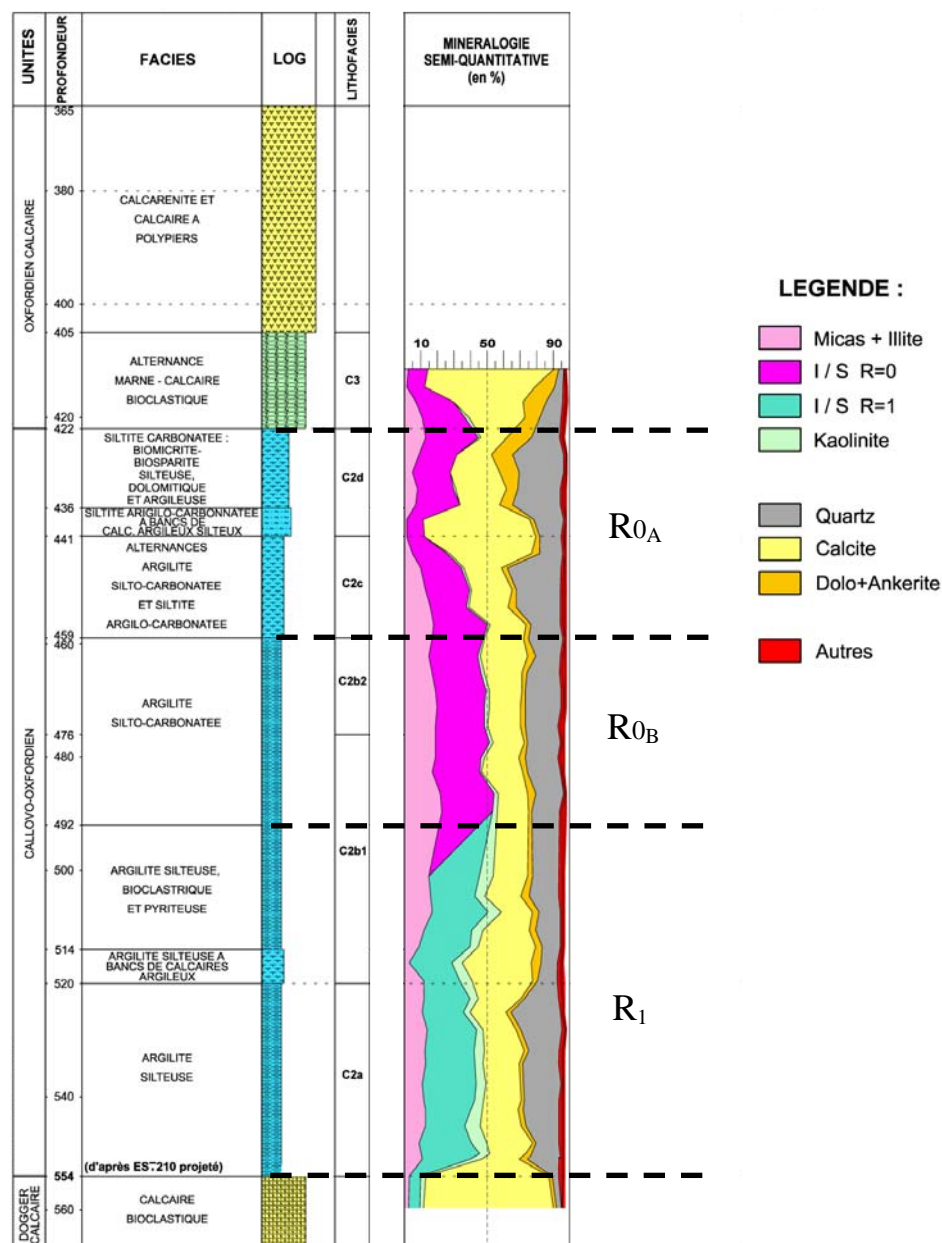 UNITES
PROFONDEUR
FACIES
LOG
LITHOFACIES
MINERALOGIE
SEMI-QUANTITATIVE
(en %)
365
380
400
405
420
422
436
441
459
460
476
480
492
500
514
520
540
554
560
OXFORDIEN CALCAIRE
CALLOVO-OXFORDIEN
DOGGER
CALCAIRE
CALCARENITE ET
CALCAIRE A
POLYPIERS
ALTERNANCE
MARNE - CALCAIRE
BIOCLASTIQUE
SILTITE CARBONATEE :
BIOMICRITE-
BIOSPARITE
SILTEUSE,
DOLOMITIQUE
ET ARGILEUSE
SILTITE ARIGILO-CARBONNATEE
A BANCS DE
CALC. ARGILEUX SILTEUX
ALTERNANCES
ARGILITE
SILTO-CARBONATEE
ET SILTITE
ARGILO-CARBONATEE
ARGILITE
SILTO-CARBONATEE
ARGILITE SILTEUSE,
BIOCLASTRIQUE
ET PYRITEUSE
ARGILITE SILTEUSE A
BANCS DE CALCAIRES
ARGILEUX
ARGILITE
SILTEUSE
(d'après EST210 projeté)
CALCAIRE
BIOCLASTIQUE
C3
C2d
C2c
C2b2
C2b1
C2a
10 50 90
R0A
R0B
R1
LEGENDE :
Micas + Illite
I / S R=0
I / S R=1
Kaolinite
Quartz
Calcite
Dolo+Ankerite
Autres